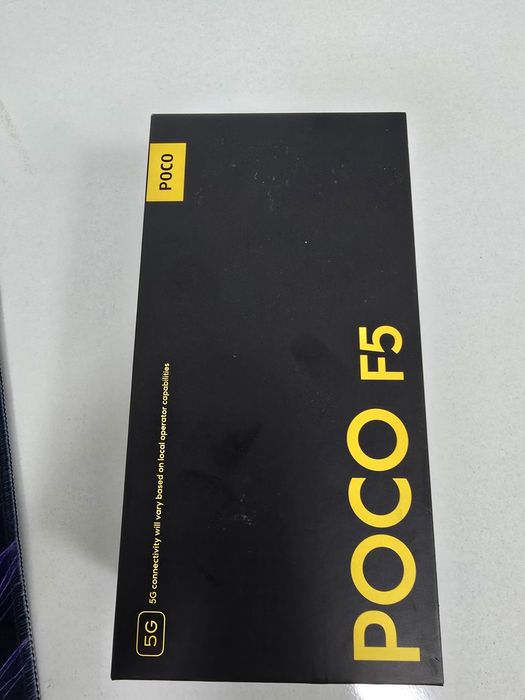 POCO
POCO F5
5G 5G connectivity will vary based on local operator capabilities